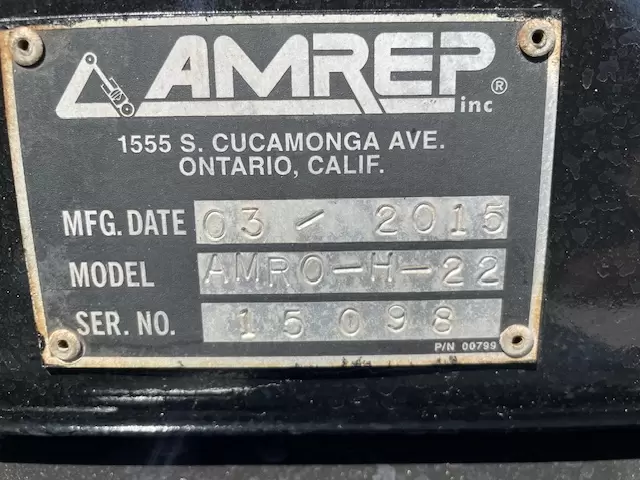 AMREP®
inc
1555 S. CUCAMONGA AVE.
ONTARIO, CALIF.
MFG. DATE 03 / 2015
MODEL AMRO-H-22
SER. NO. 15098
P/N 00799